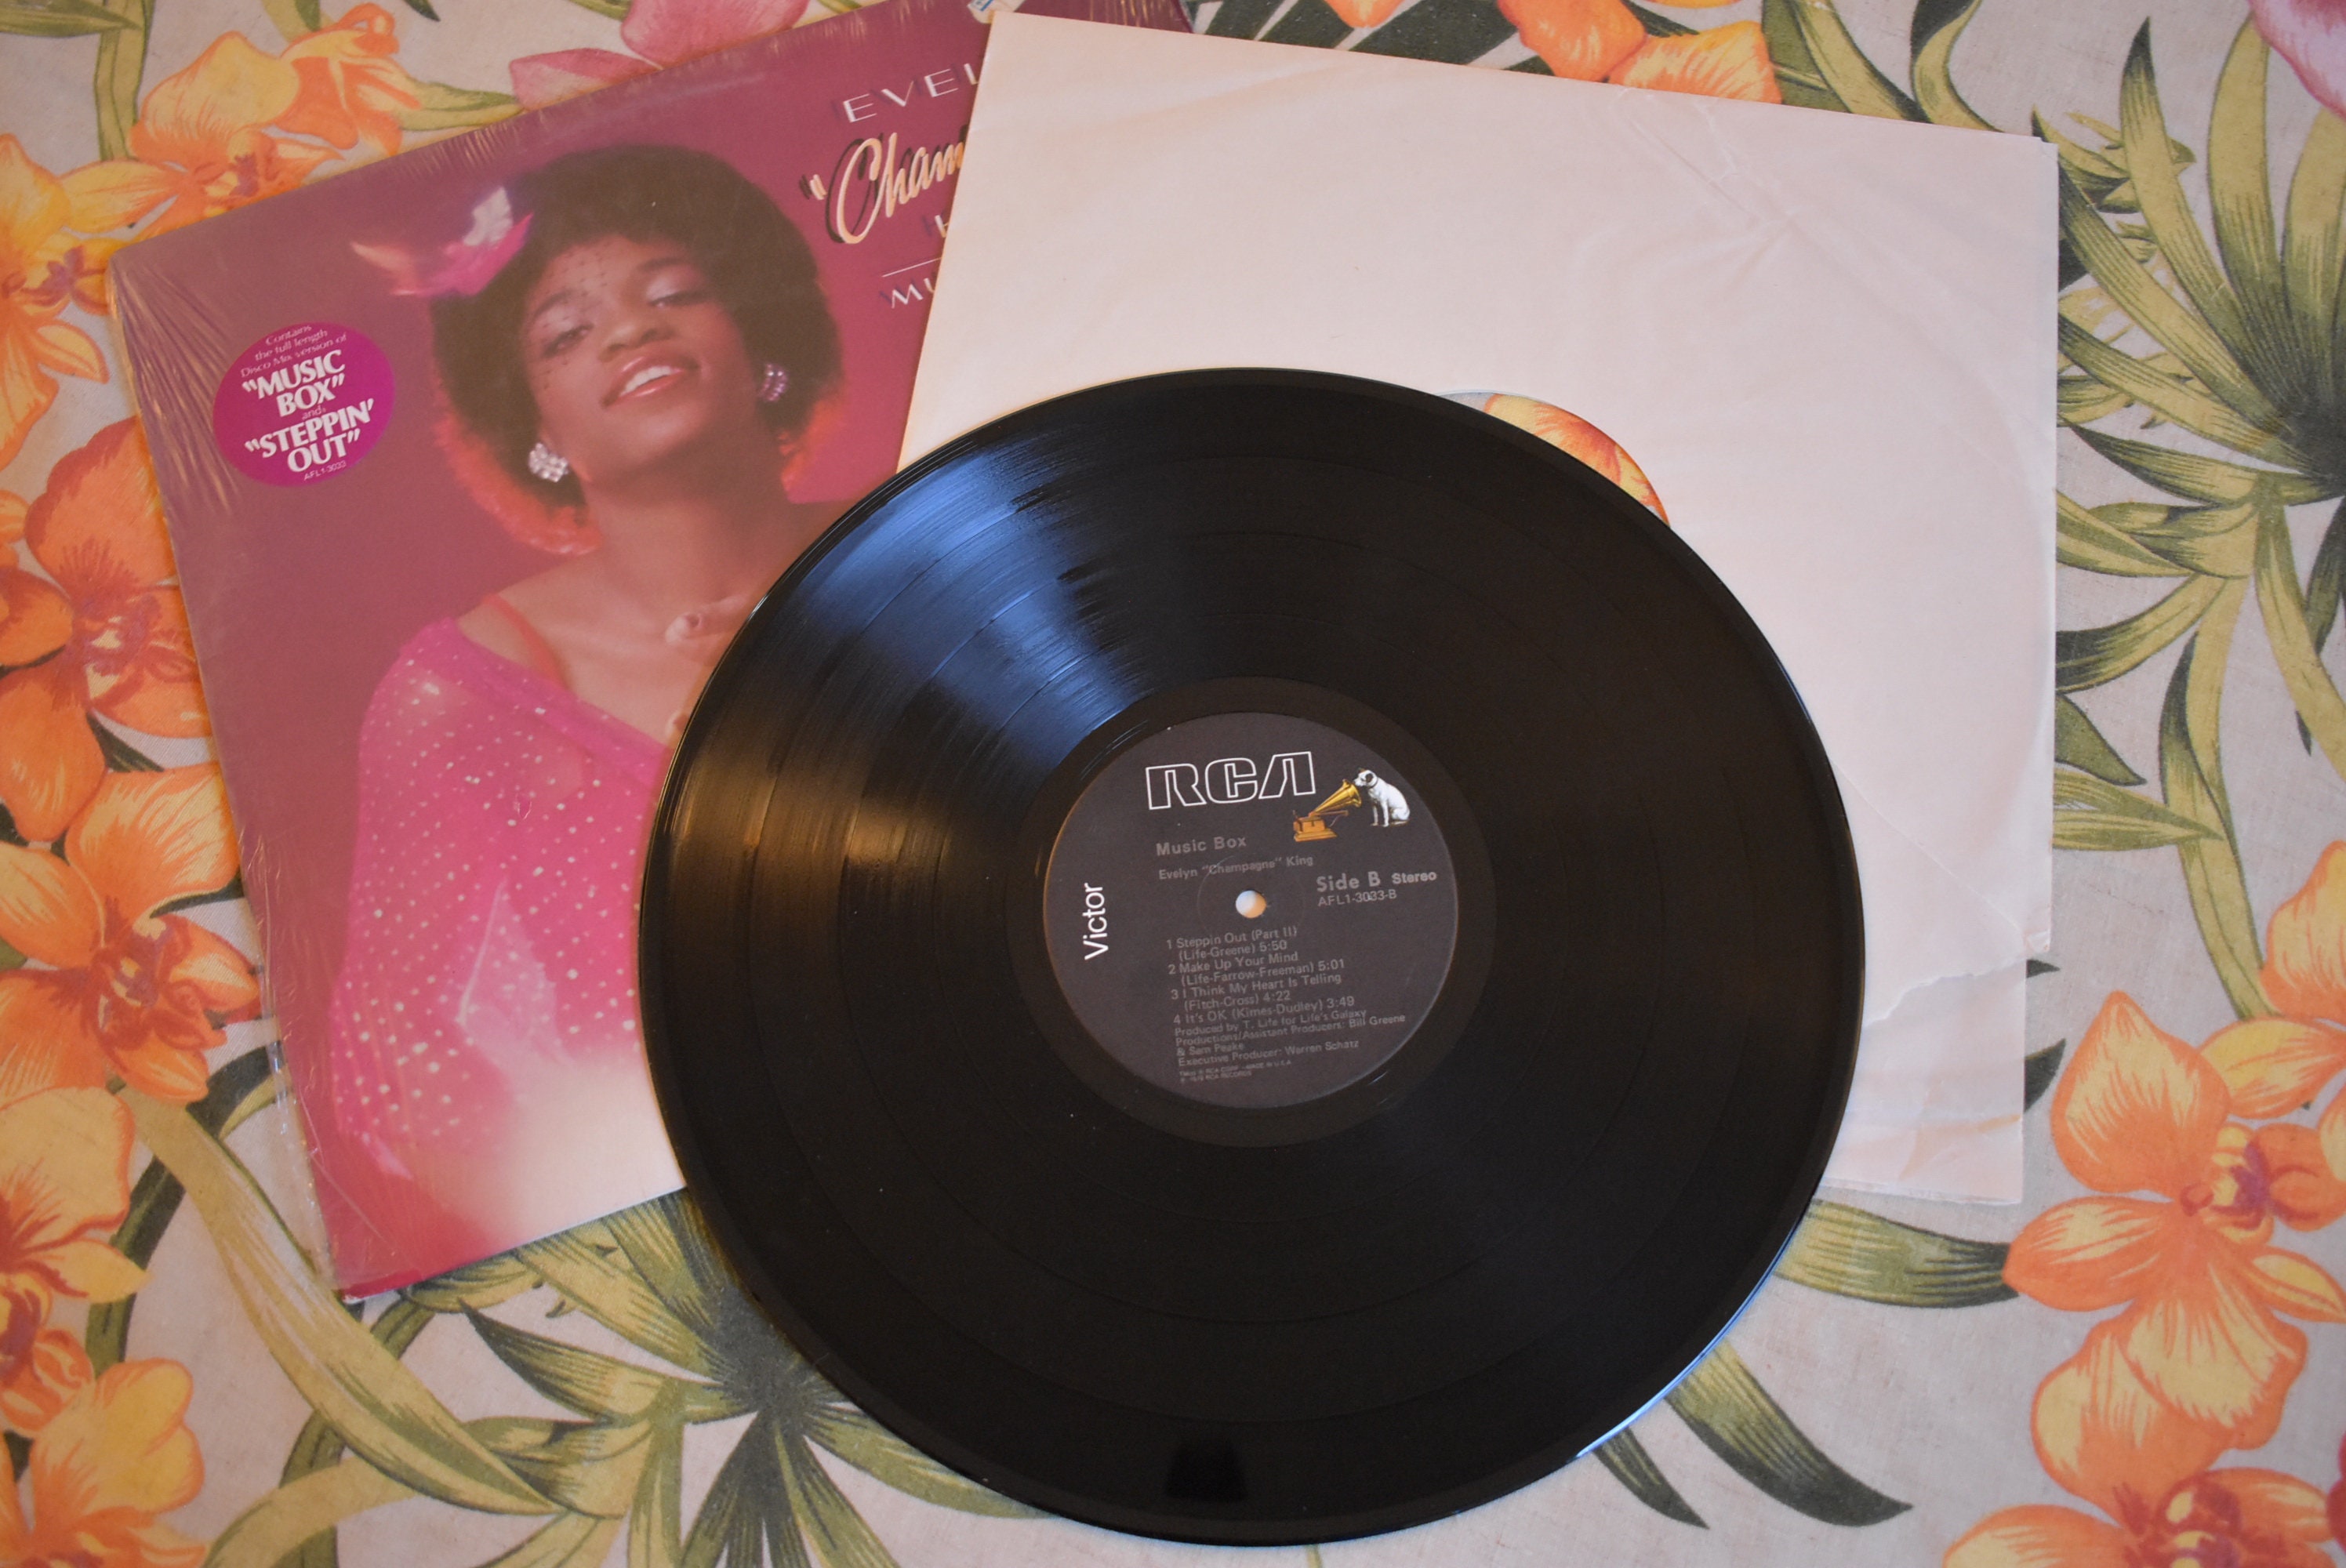 EVEL
"Cham
MU
Contains
the full length
Disco Mix version of
"MUSIC
BOX"
and
"STEPPIN'
OUT"
AFL1-3033
RCA
Music Box
Evelyn "Champagne" King
Side B Stereo
AFL1-3033-B
Victor
1 Steppin Out (Part II)
(Life-Greene) 5:50
2 Make Up Your Mind
(Life-Farrow-Freeman) 5:01
3 I Think My Heart Is Telling
(Fitch-Cross) 4:22
4 It's OK (Kimes-Dudley) 3:49
Produced by T. Life for Life's Galaxy
Productions/Assistant Producers: Bill Greene
& Sam Peake
Executive Producer: Warren Schatz